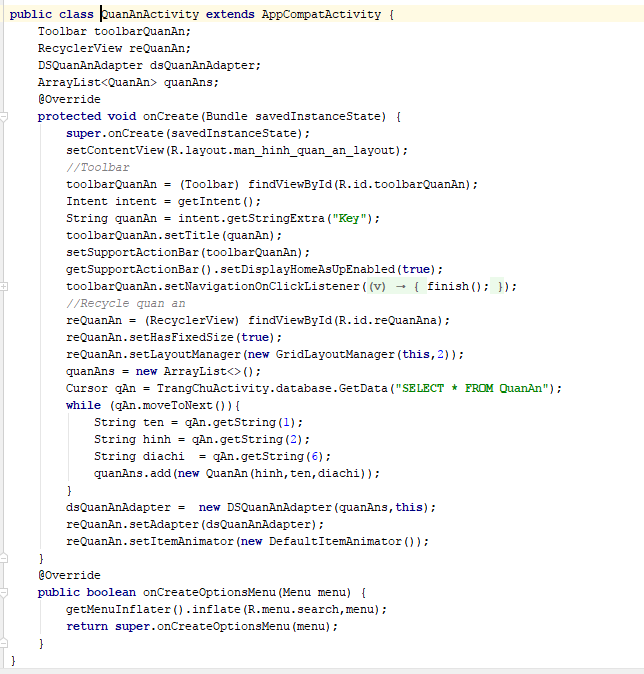 public class QuanAnActivity extends AppCompatActivity {
Toolbar toolbarQuanAn;
RecyclerView reQuanAn;
DSQuanAnAdapter dsQuanAnAdapter;
ArrayList<QuanAn> quanAns;
@Override
protected void onCreate(Bundle savedInstanceState) {
super.onCreate(savedInstanceState);
setContentView(R.layout.man_hinh_quan_an_layout);
//Toolbar
toolbarQuanAn = (Toolbar) findViewById(R.id.toolbarQuanAn);
Intent intent = getIntent();
String quanAn = intent.getStringExtra("Key");
toolbarQuanAn.setTitle(quanAn);
setSupportActionBar(toolbarQuanAn);
getSupportActionBar().setDisplayHomeAsUpEnabled(true);
toolbarQuanAn.setNavigationOnClickListener((v) → { finish(); });
//Recycle quan an
reQuanAn = (RecyclerView) findViewById(R.id.reQuanAna);
reQuanAn.setHasFixedSize(true);
reQuanAn.setLayoutManager(new GridLayoutManager(this,2));
quanAns = new ArrayList<>();
Cursor qAn = TrangChuActivity.database.GetData("SELECT * FROM QuanAn");
while (qAn.moveToNext()){
String ten = qAn.getString(1);
String hinh = qAn.getString(2);
String diachi  = qAn.getString(6);
quanAns.add(new QuanAn(hinh,ten,diachi));
}
dsQuanAnAdapter =  new DSQuanAnAdapter(quanAns,this);
reQuanAn.setAdapter(dsQuanAnAdapter);
reQuanAn.setItemAnimator(new DefaultItemAnimator());
}
@Override
public boolean onCreateOptionsMenu(Menu menu) {
getMenuInflater().inflate(R.menu.search,menu);
return super.onCreateOptionsMenu(menu);
}
}